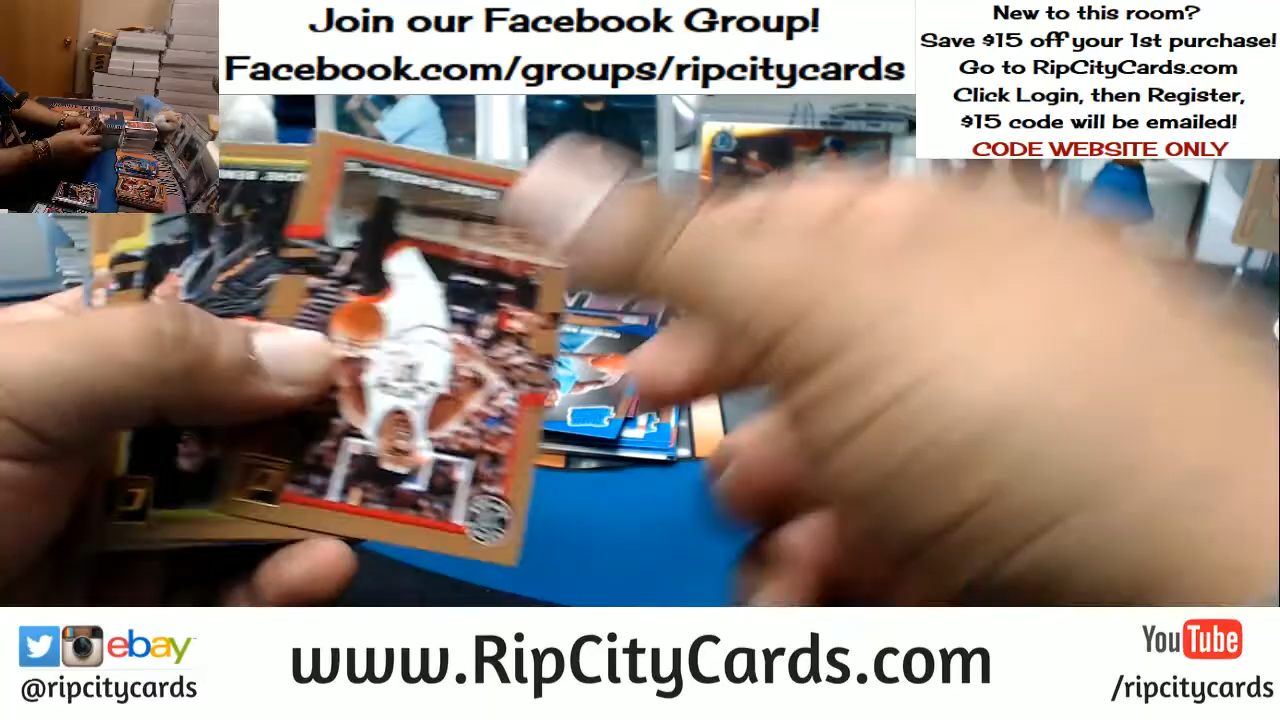 Join our Facebook Group!
Facebook.com/groups/ripcitycards
New to this room?
Save $15 off your 1st purchase!
Go to RipCityCards.com
Click Login, then Register,
$15 code will be emailed!
CODE WEBSITE ONLY
ebay
@ripcitycards
www.RipCityCards.com
YouTube
/ripcitycards